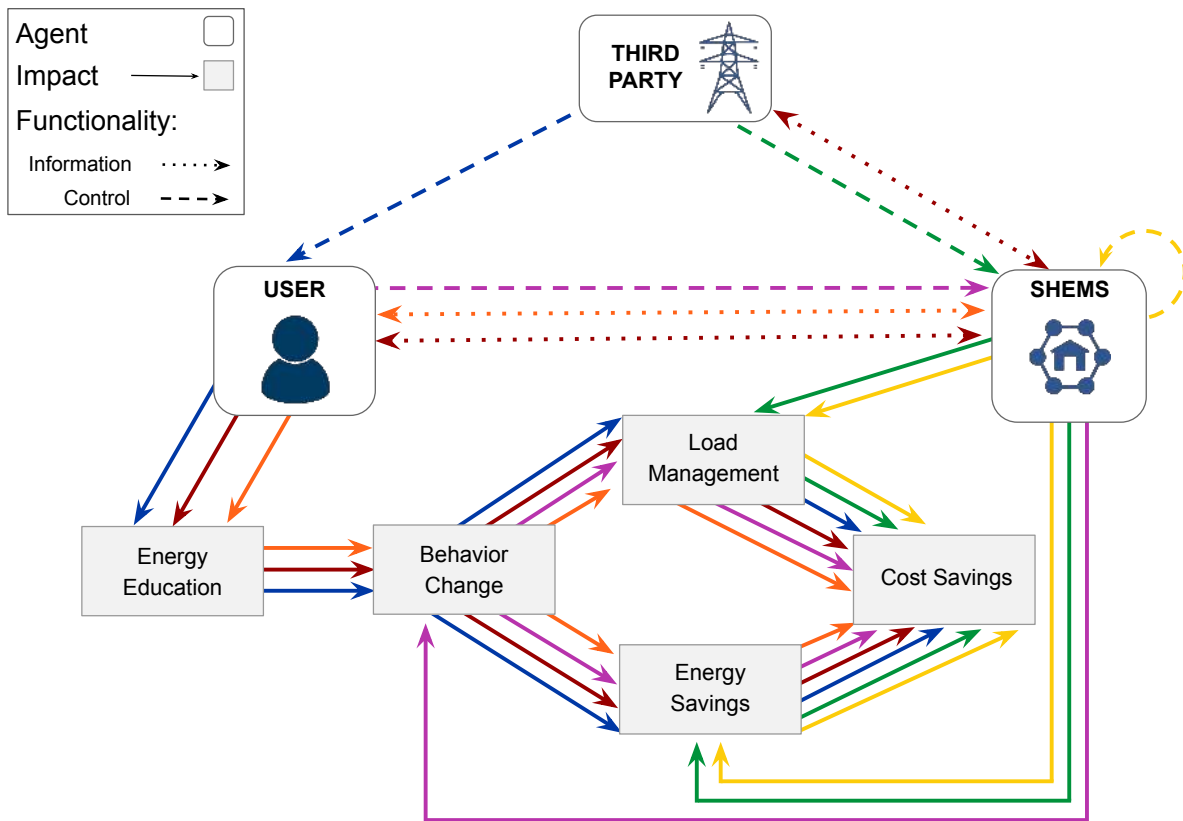 Agent
Impact
Functionality:
Information
Control
THIRD
PARTY
USER
SHEMS
Load
Management
Energy
Education
Behavior
Change
Cost Savings
Energy
Savings